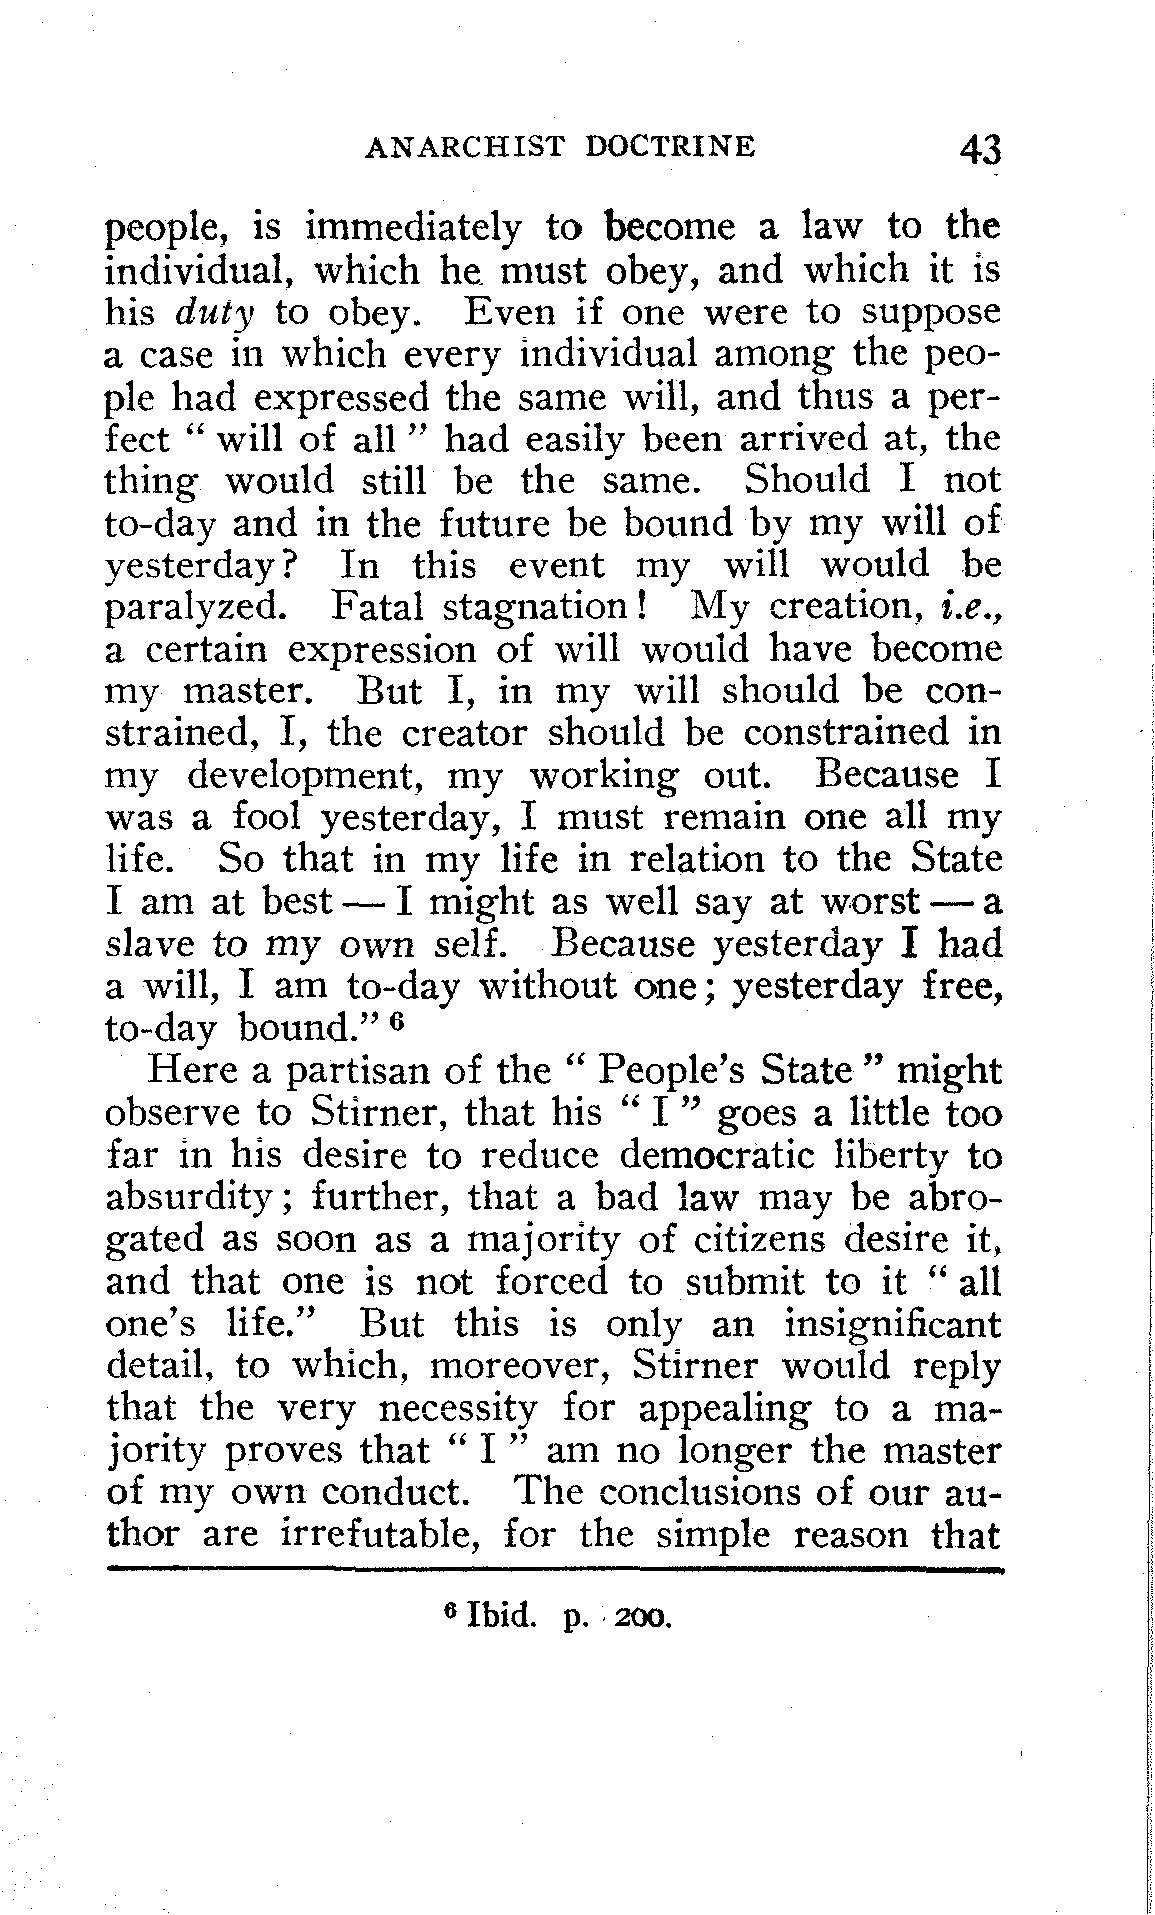 ANARCHIST DOCTRINE 43
people, is immediately to become a law to the
individual, which he must obey, and which it is
his duty to obey. Even if one were to suppose
a case in which every individual among the peo-
ple had expressed the same will, and thus a per-
fect “ will of all ” had easily been arrived at, the
thing would still be the same. Should I not
to-day and in the future be bound by my will of
yesterday? In this event my will would be
paralyzed. Fatal stagnation! My creation, i.e.,
a certain expression of will would have become
my master. But I, in my will should be con-
strained, I, the creator should be constrained in
my development, my working out. Because I
was a fool yesterday, I must remain one all my
life. So that in my life in relation to the State
I am at best — I might as well say at worst — a
slave to my own self. Because yesterday I had
a will, I am to-day without one; yesterday free,
to-day bound.” 6
Here a partisan of the “ People's State ” might
observe to Stirner, that his “ I ” goes a little too
far in his desire to reduce democratic liberty to
absurdity; further, that a bad law may be abro-
gated as soon as a majority of citizens desire it,
and that one is not forced to submit to it “ all
one's life.” But this is only an insignificant
detail, to which, moreover, Stirner would reply
that the very necessity for appealing to a ma-
jority proves that “ I ” am no longer the master
of my own conduct. The conclusions of our au-
thor are irrefutable, for the simple reason that
6 Ibid. p. 200.